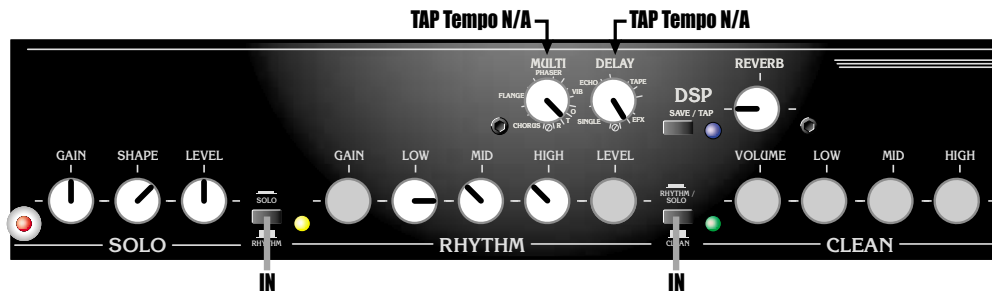 TAP Tempo N/A TAP Tempo N/A
MULTI DELAY REVERB
PHASER
ECHO TAPE
FLANGE VIB
DSP
SAVE / TAP
O
T
CHORUS R SINGLE EFX
GAIN SHAPE LEVEL GAIN LOW MID HIGH LEVEL VOLUME LOW MID HIGH
SOLO
RHYTHM /
SOLO
RHYTHM
CLEAN
SOLO RHYTHM CLEAN
IN IN